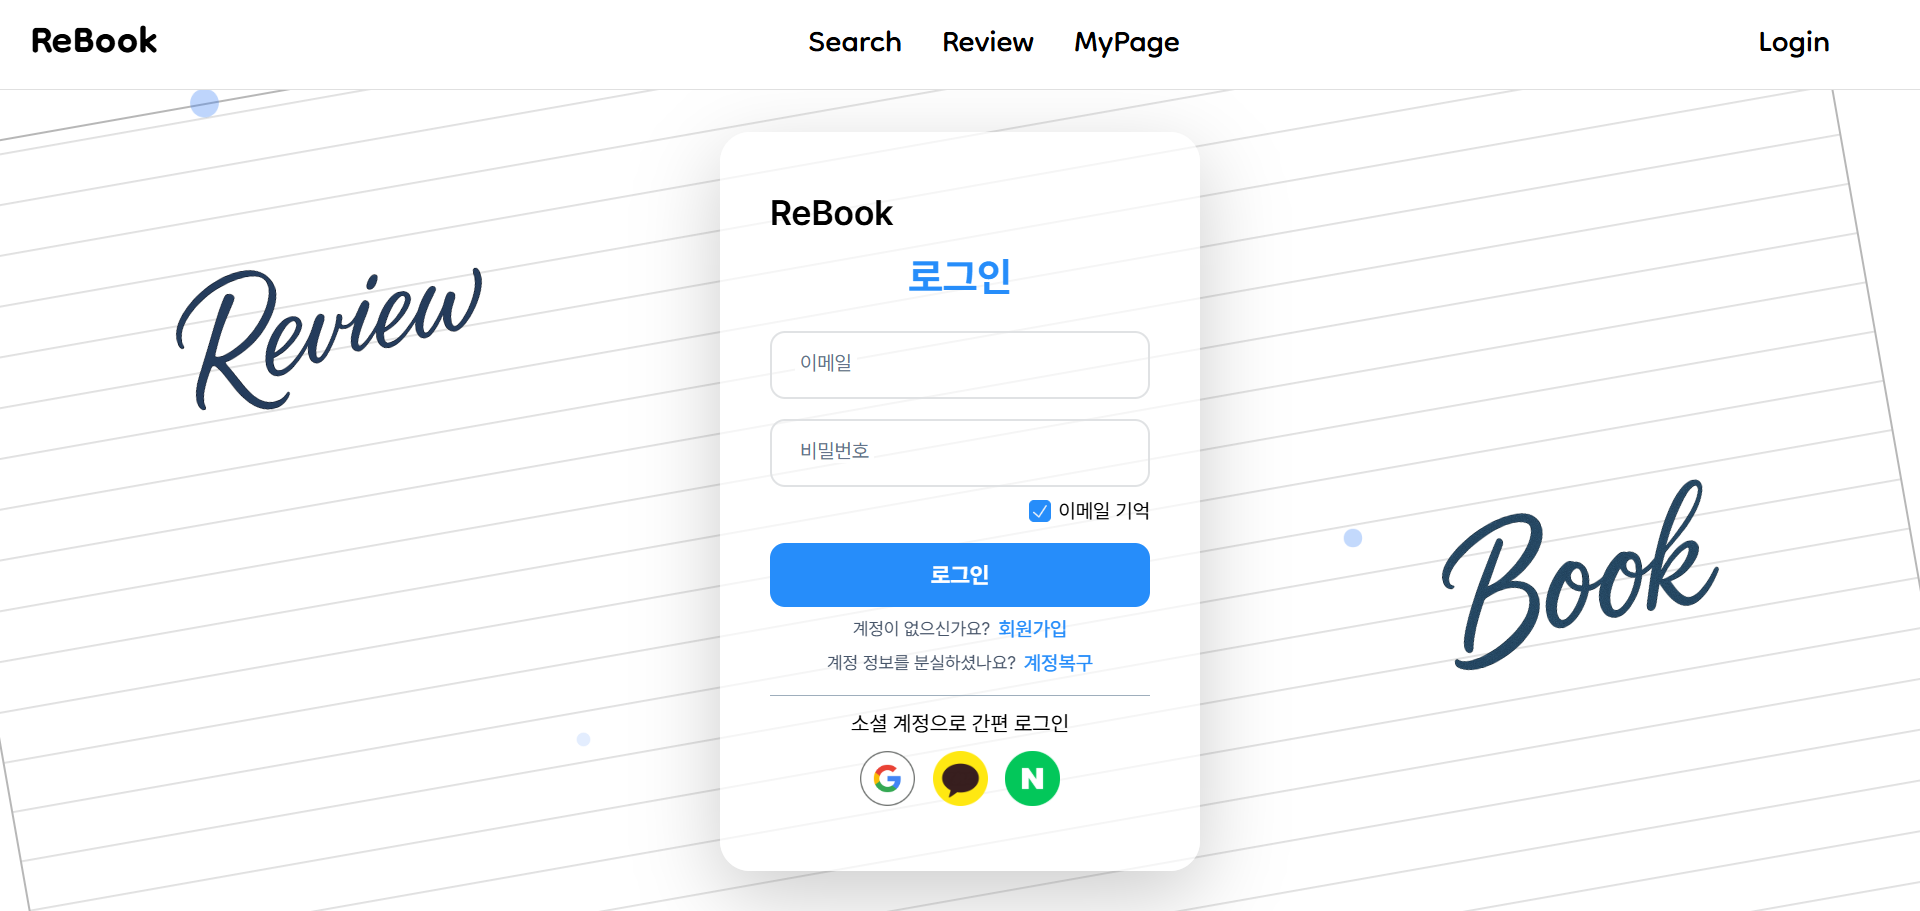 ReBook
Search Review MyPage
Login
Review
Book
ReBook
로그인
이메일
비밀번호
이메일 기억
로그인
계정이 없으신가요? 회원가입
계정 정보를 분실하셨나요? 계정복구
소셜 계정으로 간편 로그인
G
N